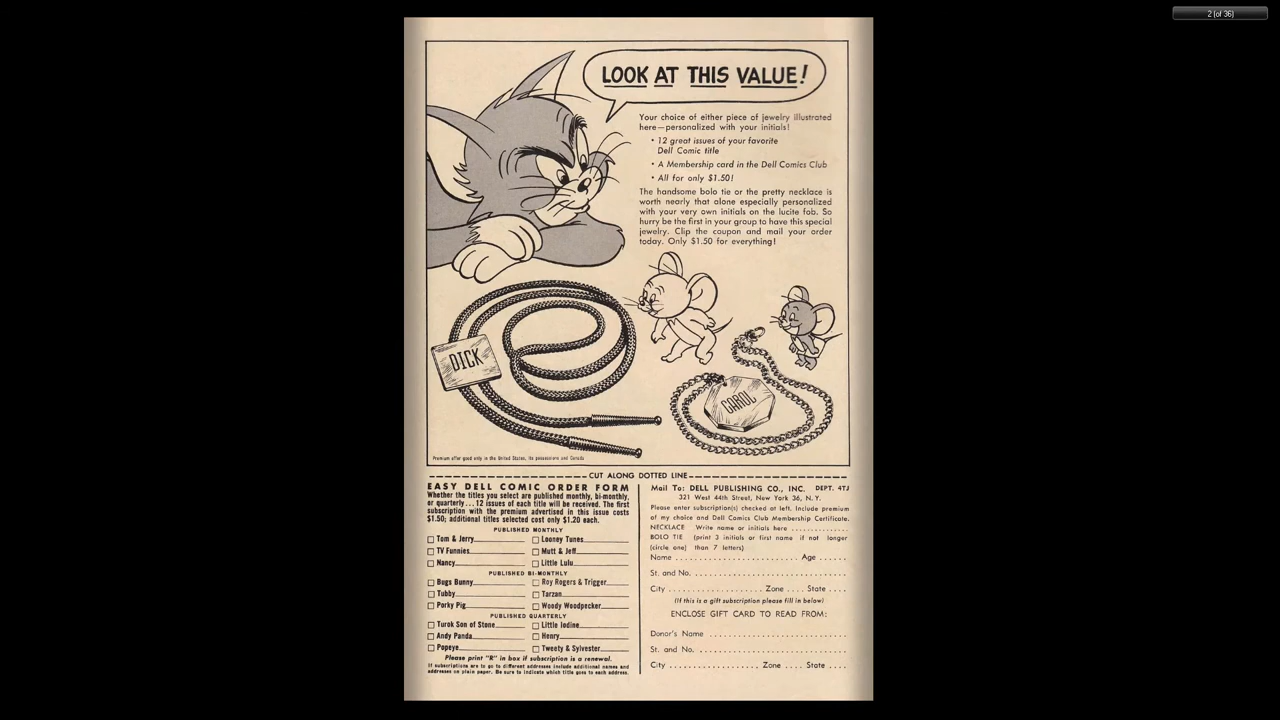 2 (of 36)
LOOK AT THIS VALUE!
Your choice of either piece of jewelry illustrated
here—personalized with your initials!
• 12 great issues of your favorite
Dell Comic title
• A Membership card in the Dell Comics Club
• All for only $1.50!
The handsome bolo tie or the pretty necklace is
worth nearly that alone especially personalized
with your very own initials on the lucite fob. So
hurry be the first in your group to have this special
jewelry. Clip the coupon and mail your order
today. Only $1.50 for everything!
DICK
CAROL
Premium offer good only in the United States, its possessions and Canada
CUT ALONG DOTTED LINE
EASY DELL COMIC ORDER FORM
Whether the titles you select are published monthly, bi-monthly,
or quarterly...12 issues of each title will be received. The first
subscription with the premium advertised in this issue costs
$1.50; additional titles selected cost only $1.20 each.
PUBLISHED MONTHLY
Tom & Jerry
Looney Tunes
TV Funnies
Mutt & Jeff
Nancy
Little Lulu
PUBLISHED BI-MONTHLY
Bugs Bunny
Roy Rogers & Trigger
Tubby
Tarzan
Porky Pig
Woody Woodpecker
PUBLISHED QUARTERLY
Turok Son of Stone
Little Iodine
Andy Panda
Henry
Popeye
Tweety & Sylvester
Please print "R" in box if subscription is a renewal.
If subscriptions are to go to different addresses include additional names and
addresses on plain paper. Be sure to indicate which title goes to each address.
Mail To: DELL PUBLISHING CO., INC. DEPT. 4TJ
321 West 44th Street, New York 36, N.Y.
Please enter subscription(s) checked at left. Include premium
of my choice and Dell Comics Club Membership Certificate.
NECKLACE Write name or initials here ..............
BOLO TIE (print 3 initials or first name if not longer
(circle one) than 7 letters)
Name .......................... Age ......
St. and No. ................................
City .................... Zone .... State ....
(If this is a gift subscription please fill in below)
ENCLOSE GIFT CARD TO READ FROM:
Donor's Name .............................
St. and No. ................................
City .................... Zone .... State ....